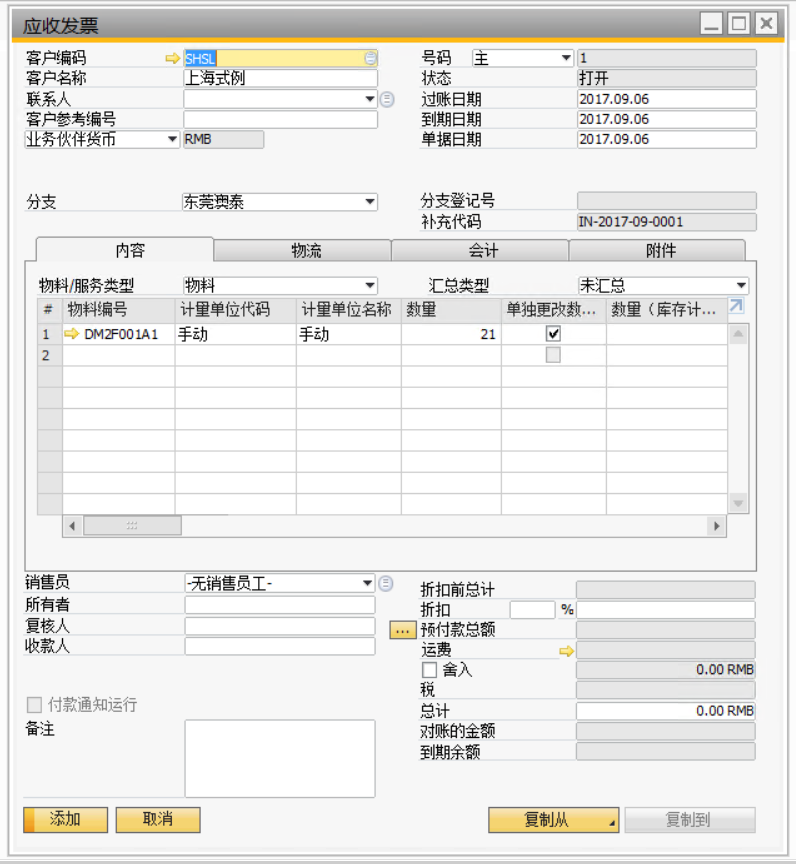 应收发票
客户编码 SHSL 号码 主 1
客户名称 上海式例 状态 打开
联系人 过账日期 2017.09.06
客户参考编号 到期日期 2017.09.06
业务伙伴货币 RMB 单据日期 2017.09.06
分支 东莞澳泰 分支登记号
补充代码 IN-2017-09-0001
内容 物流 会计 附件
物料/服务类型 物料 汇总类型 未汇总
# 物料编号 计量单位代码 计量单位名称 数量 单独更改数... 数量（库存计...
1 DM2F001A1 手动 手动 21
2
销售员 -无销售员工- 折扣前总计
所有者 折扣 %
复核人 ... 预付款总额
收款人 运费
舍入 0.00 RMB
税
付款通知运行 总计 0.00 RMB
备注 对账的金额
到期余额
添加 取消 复制从 复制到